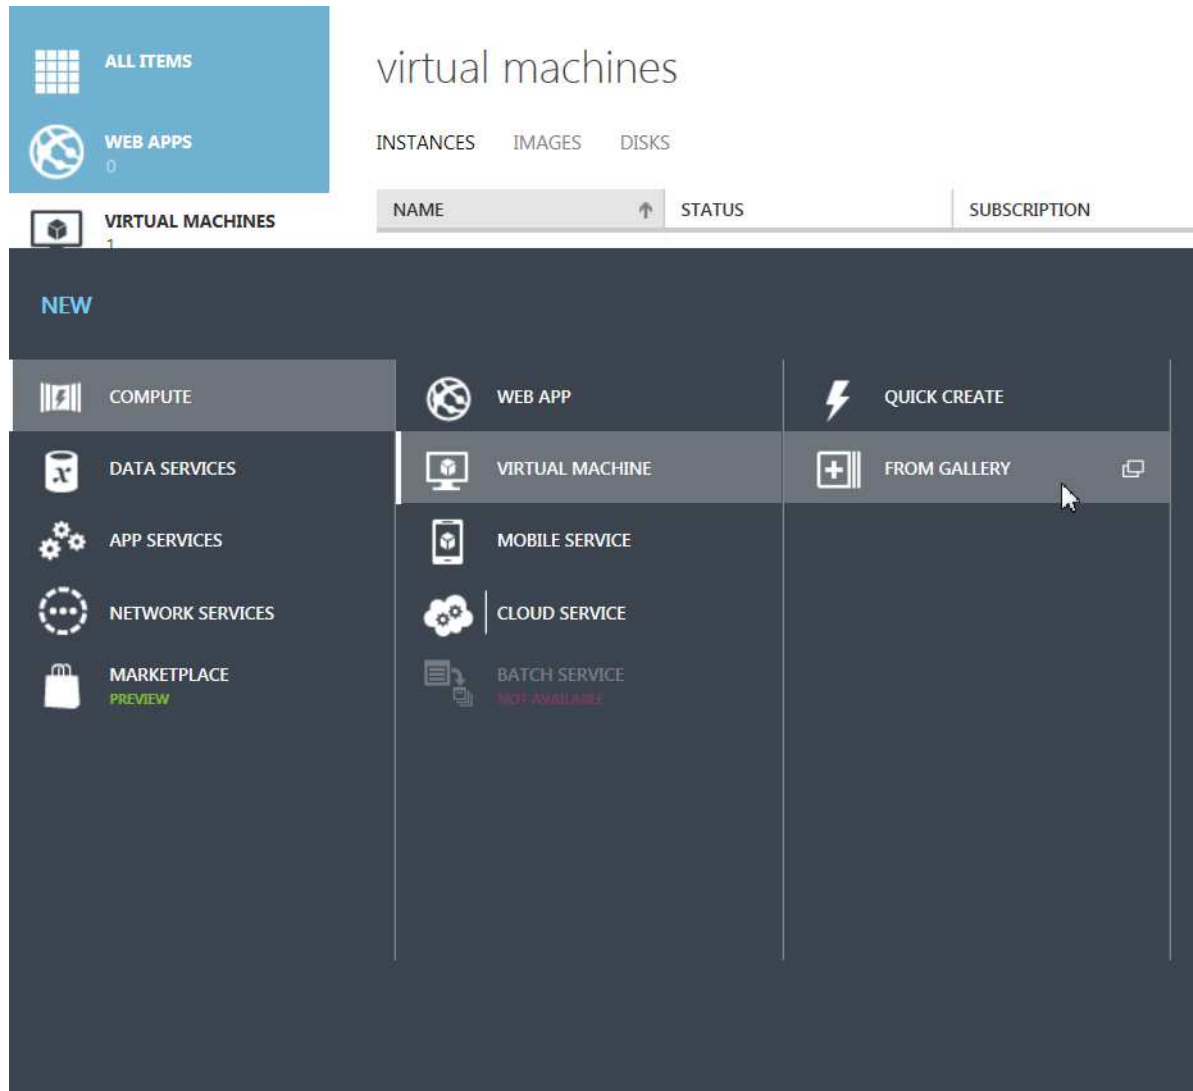 ALL ITEMS
WEB APPS
0
VIRTUAL MACHINES
1
virtual machines
INSTANCES IMAGES DISKS
NAME STATUS SUBSCRIPTION
NEW
COMPUTE
DATA SERVICES
APP SERVICES
NETWORK SERVICES
MARKETPLACE
PREVIEW
WEB APP
VIRTUAL MACHINE
MOBILE SERVICE
CLOUD SERVICE
BATCH SERVICE
NOT AVAILABLE
QUICK CREATE
FROM GALLERY